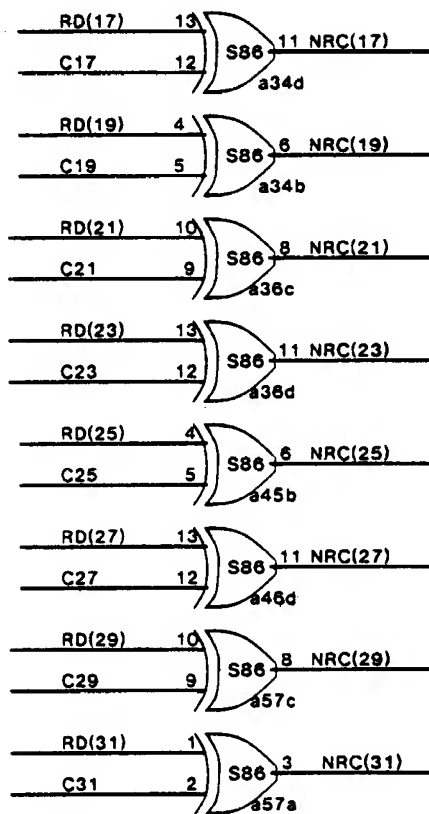 RD(17) 13
S86 11 NRC(17)
C17 12
a34d
RD(19) 4
S86 6 NRC(19)
C19 5
a34b
RD(21) 10
S86 8 NRC(21)
C21 9
a36c
RD(23) 13
S86 11 NRC(23)
C23 12
a36d
RD(25) 4
S86 6 NRC(25)
C25 5
a45b
RD(27) 13
S86 11 NRC(27)
C27 12
a46d
RD(29) 10
S86 8 NRC(29)
C29 9
a57c
RD(31) 1
S86 3 NRC(31)
C31 2
a57a